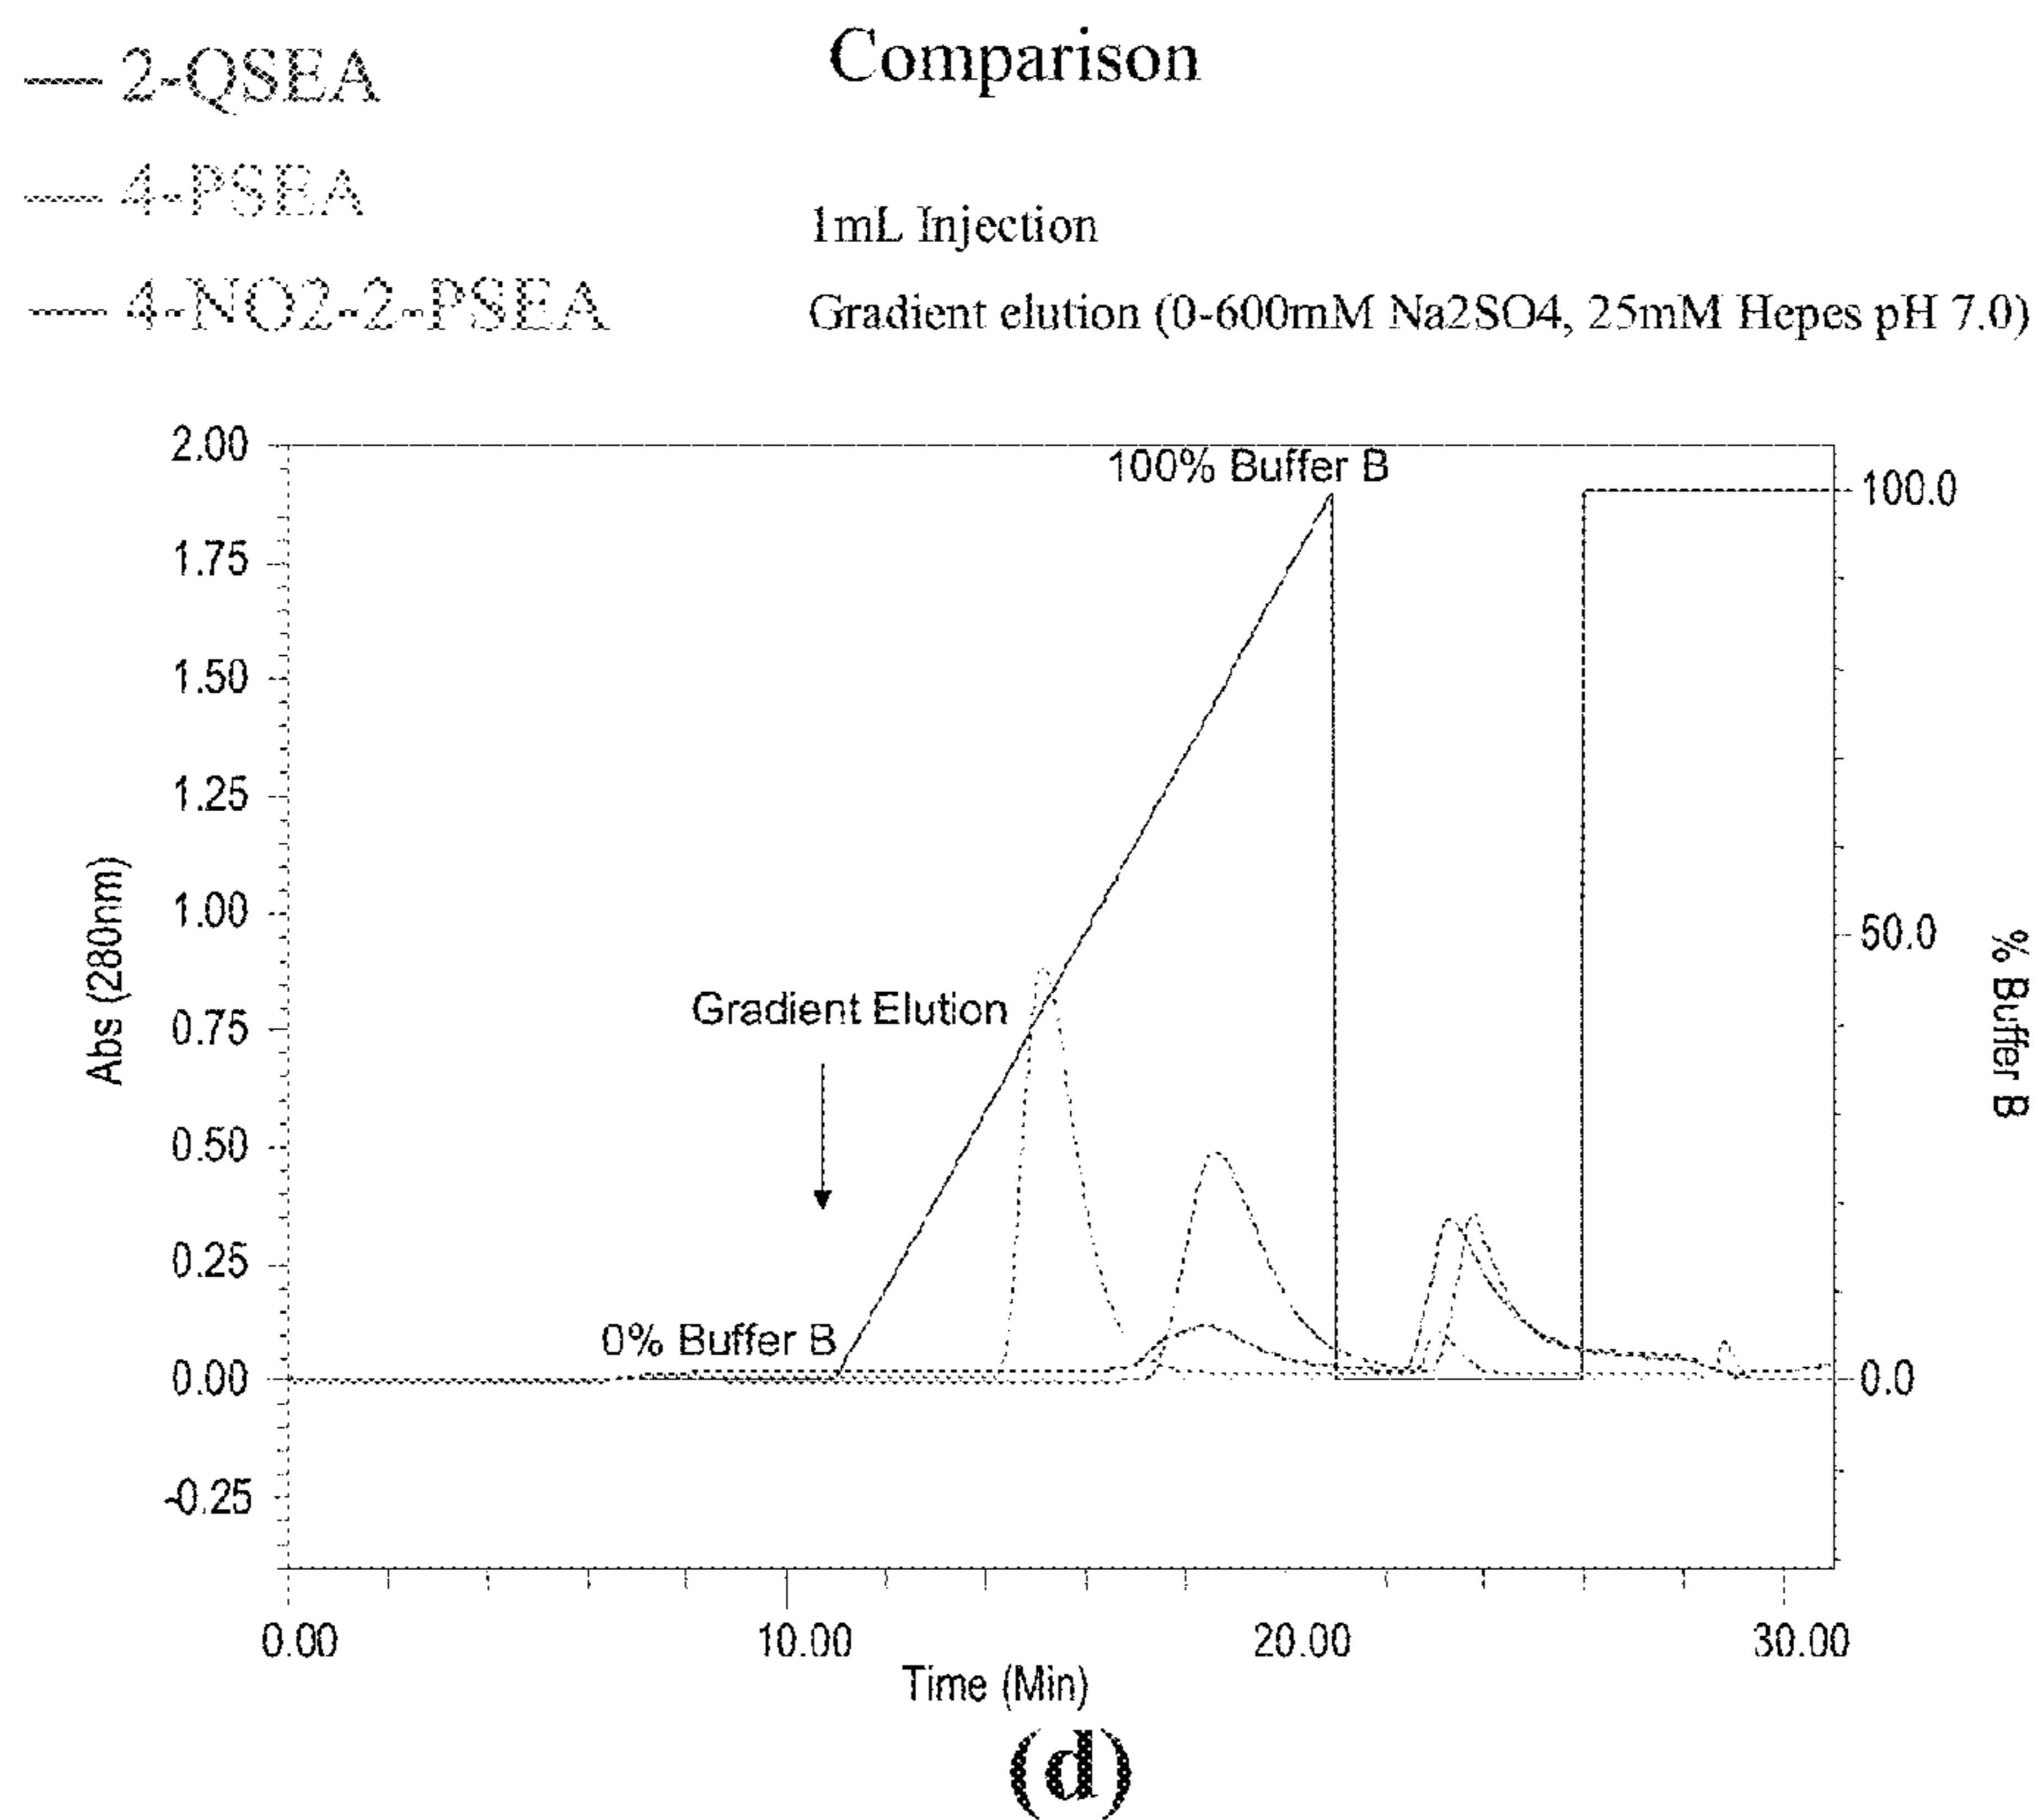 Comparison
2-QSEA
4-PSEA
4-NO2-2-PSEA
1mL Injection
Gradient elution (0-600mM Na2SO4, 25mM Hepes pH 7.0)
2.00
1.75
1.50
1.25
1.00
0.75
0.50
0.25
0.00
-0.25
Abs (280nm)
100% Buffer B
Gradient Elution
0% Buffer B
100.0
50.0
0.0
% Buffer B
0.00 10.00 20.00 30.00
Time (Min)
(d)